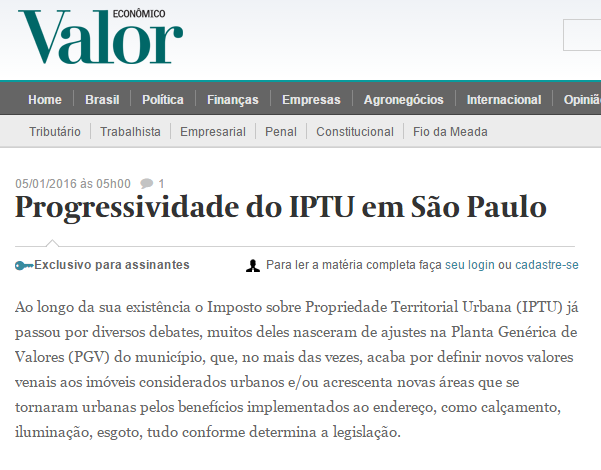 Valor ECONÔMICO
Home Brasil Política Finanças Empresas Agronegócios Internacional Opiniã
Tributário Trabalhista Empresarial Penal Constitucional Fio da Meada
05/01/2016 às 05h00 1
Progressividade do IPTU em São Paulo
Exclusivo para assinantes Para ler a matéria completa faça seu login ou cadastre-se
Ao longo da sua existência o Imposto sobre Propriedade Territorial Urbana (IPTU) já
passou por diversos debates, muitos deles nasceram de ajustes na Planta Genérica de
Valores (PGV) do município, que, no mais das vezes, acaba por definir novos valores
venais aos imóveis considerados urbanos e/ou acrescenta novas áreas que se
tornaram urbanas pelos benefícios implementados ao endereço, como calçamento,
iluminação, esgoto, tudo conforme determina a legislação.